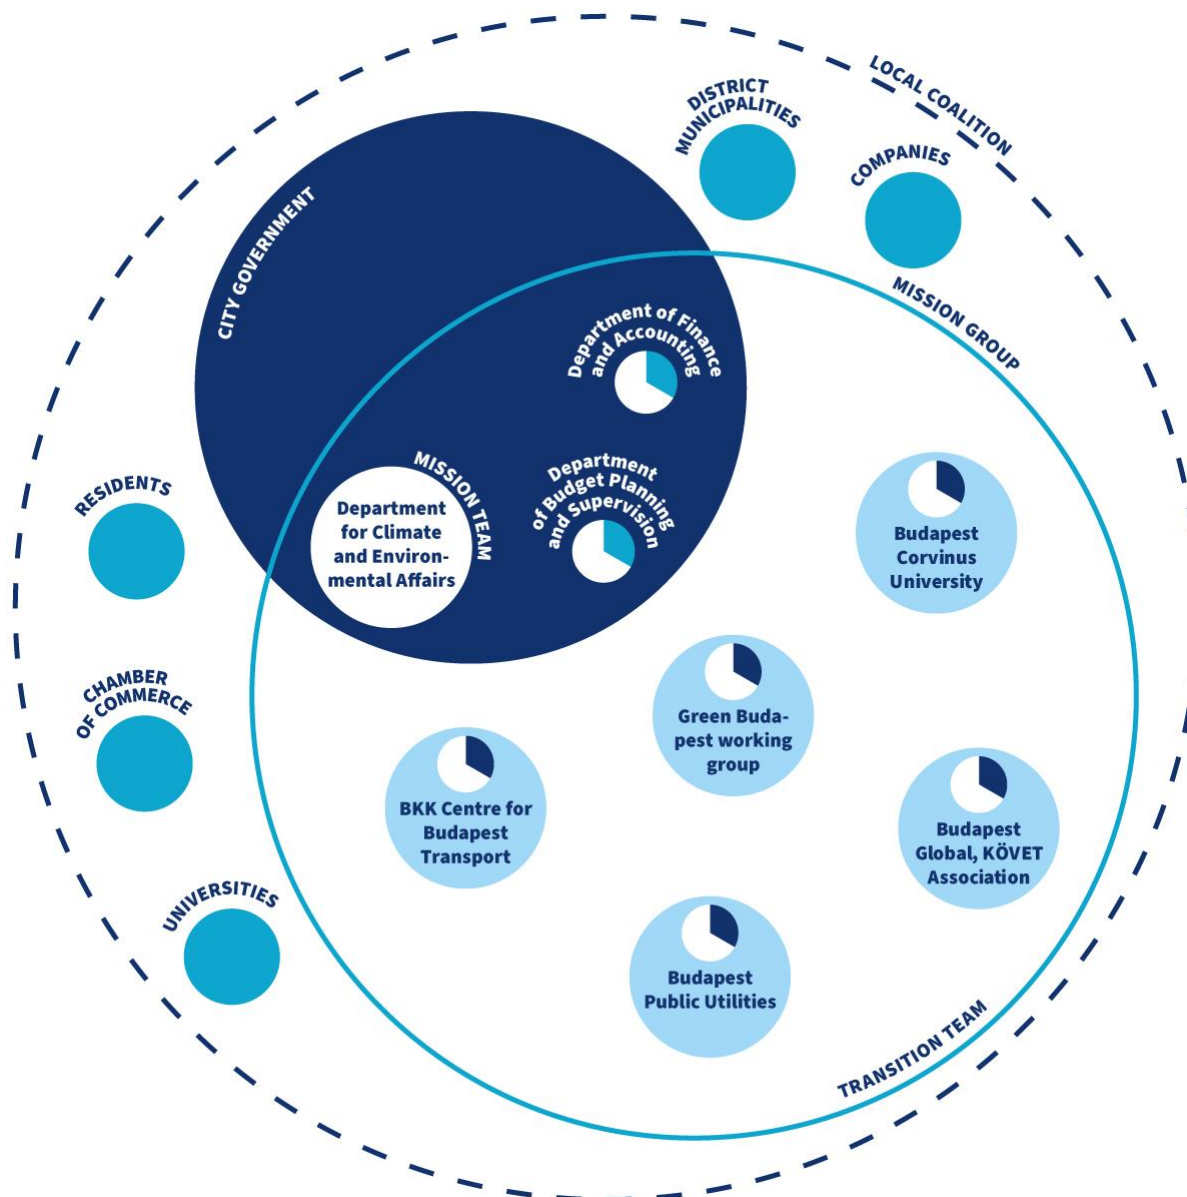 LOCAL COALITION
DISTRICT
MUNICIPALITIES
COMPANIES
CITY GOVERNMENT
MISSION GROUP
Department of Finance
and Accounting
MISSION TEAM
Department
for Climate
and Environ-
mental Affairs
Department
of Budget Planning
and Supervision
RESIDENTS
Budapest
Corvinus
University
CHAMBER
OF COMMERCE
Green Buda-
pest working
group
BKK Centre for
Budapest
Transport
Budapest
Global, KÖVET
Association
UNIVERSITIES
Budapest
Public Utilities
TRANSITION TEAM